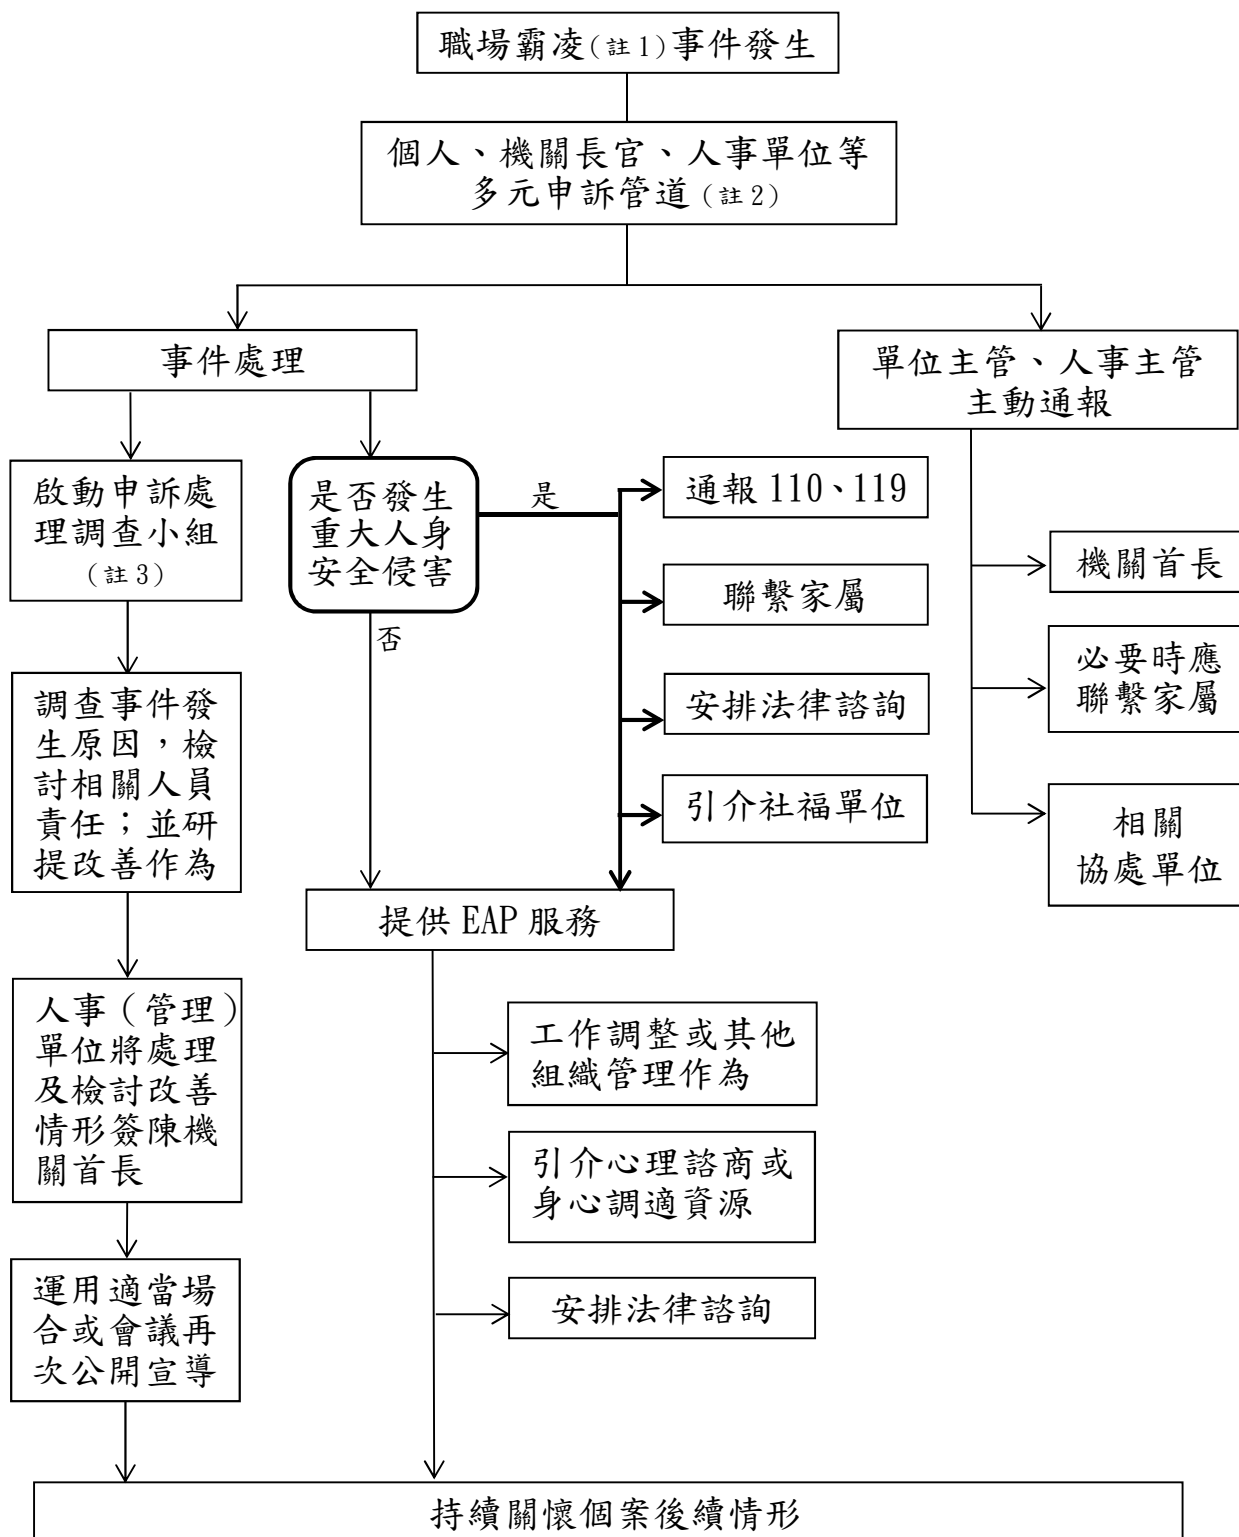 職場霸凌(註1)事件發生
個人、機關長官、人事單位等
多元申訴管道(註2)
事件處理
單位主管、人事主管
主動通報
啟動申訴處
理調查小組
(註3)
是否發生
重大人身
安全侵害
是
否
通報110、119
聯繫家屬
安排法律諮詢
引介社福單位
機關首長
必要時應
聯繫家屬
相關
協處單位
調查事件發
生原因，檢
討相關人員
責任；並研
提改善作為
提供EAP服務
人事（管理）
單位將處理
及檢討改善
情形簽陳機
關首長
工作調整或其他
組織管理作為
引介心理諮商或
身心調適資源
安排法律諮詢
運用適當場
合或會議再
次公開宣導
持續關懷個案後續情形